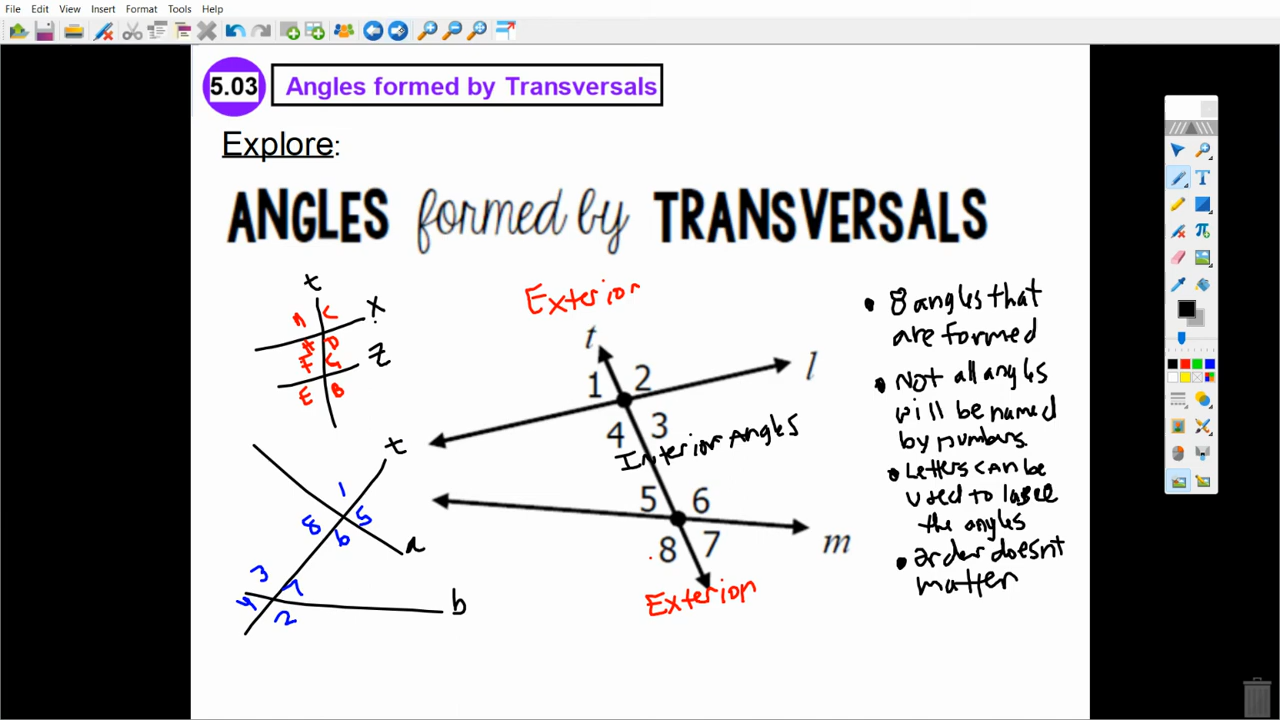 File Edit View Insert Format Tools Help
5.03 Angles formed by Transversals
Explore:
ANGLES formed by TRANSVERSALS
t
x
C
D
z
F
G
E
B
t
1
5
8
6
a
3
7
4
2
b
Exterior
t
1
2
l
4
3
Interior Angles
5
6
8
7
m
Exterior
• 8 angles that
are formed
• Not all angles
will be named
by numbers.
• Letters can be
used to label
the angles
• order doesnt
matter